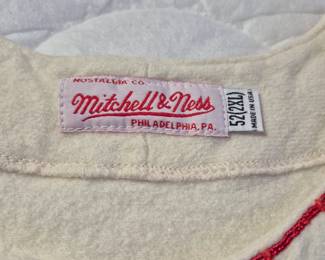 NOSTALGIA CO.
Mitchell & Ness
PHILADELPHIA, PA.
52(2XL)
MADE IN USA